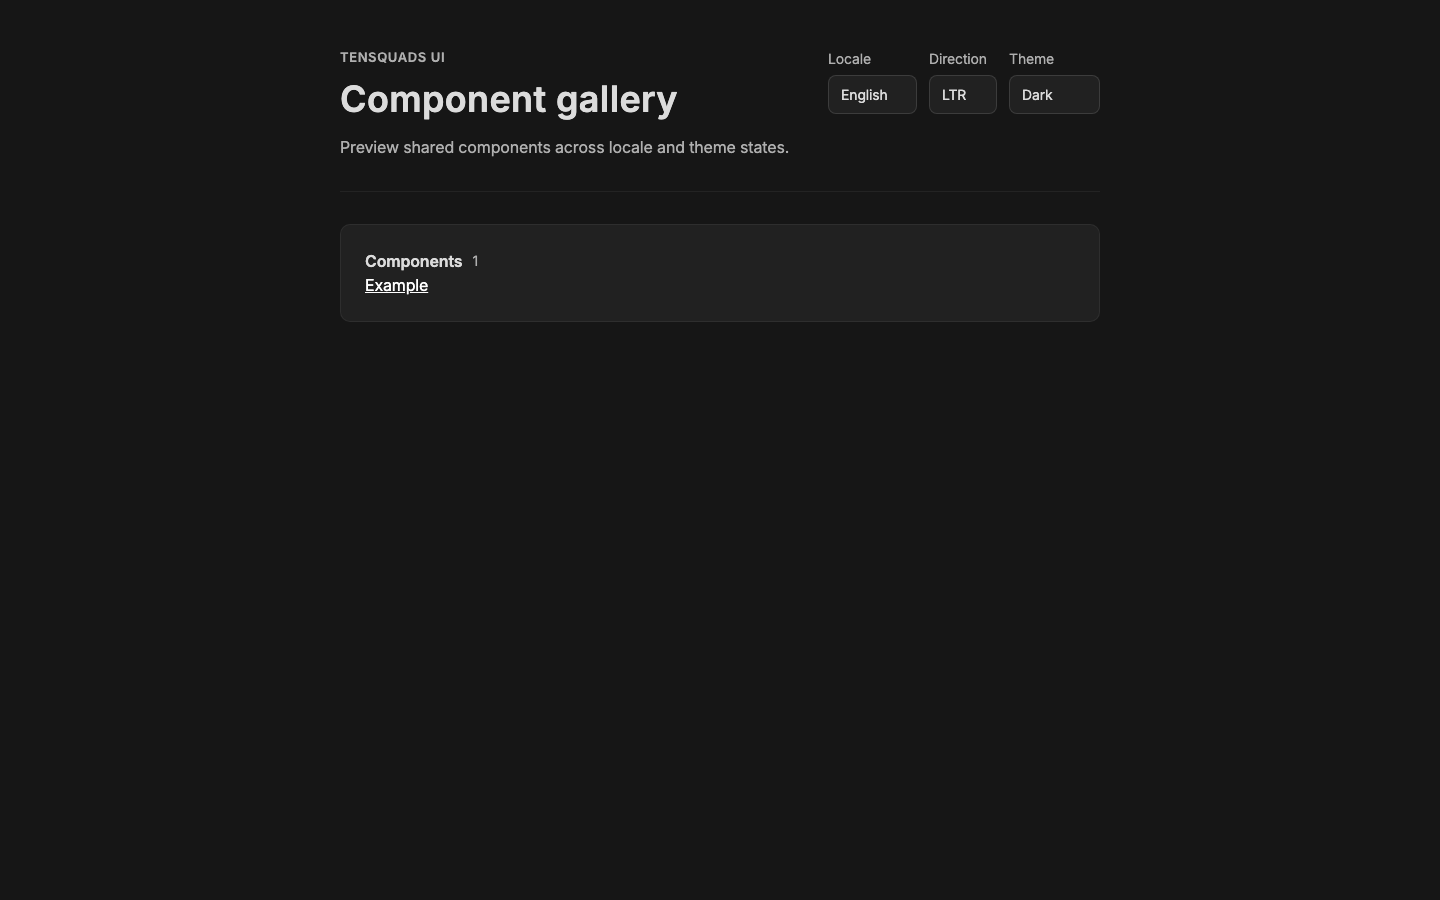 TENSQUADS UI
Component gallery
Preview shared components across locale and theme states.
Locale
English
Direction
LTR
Theme
Dark
Components 1
Example